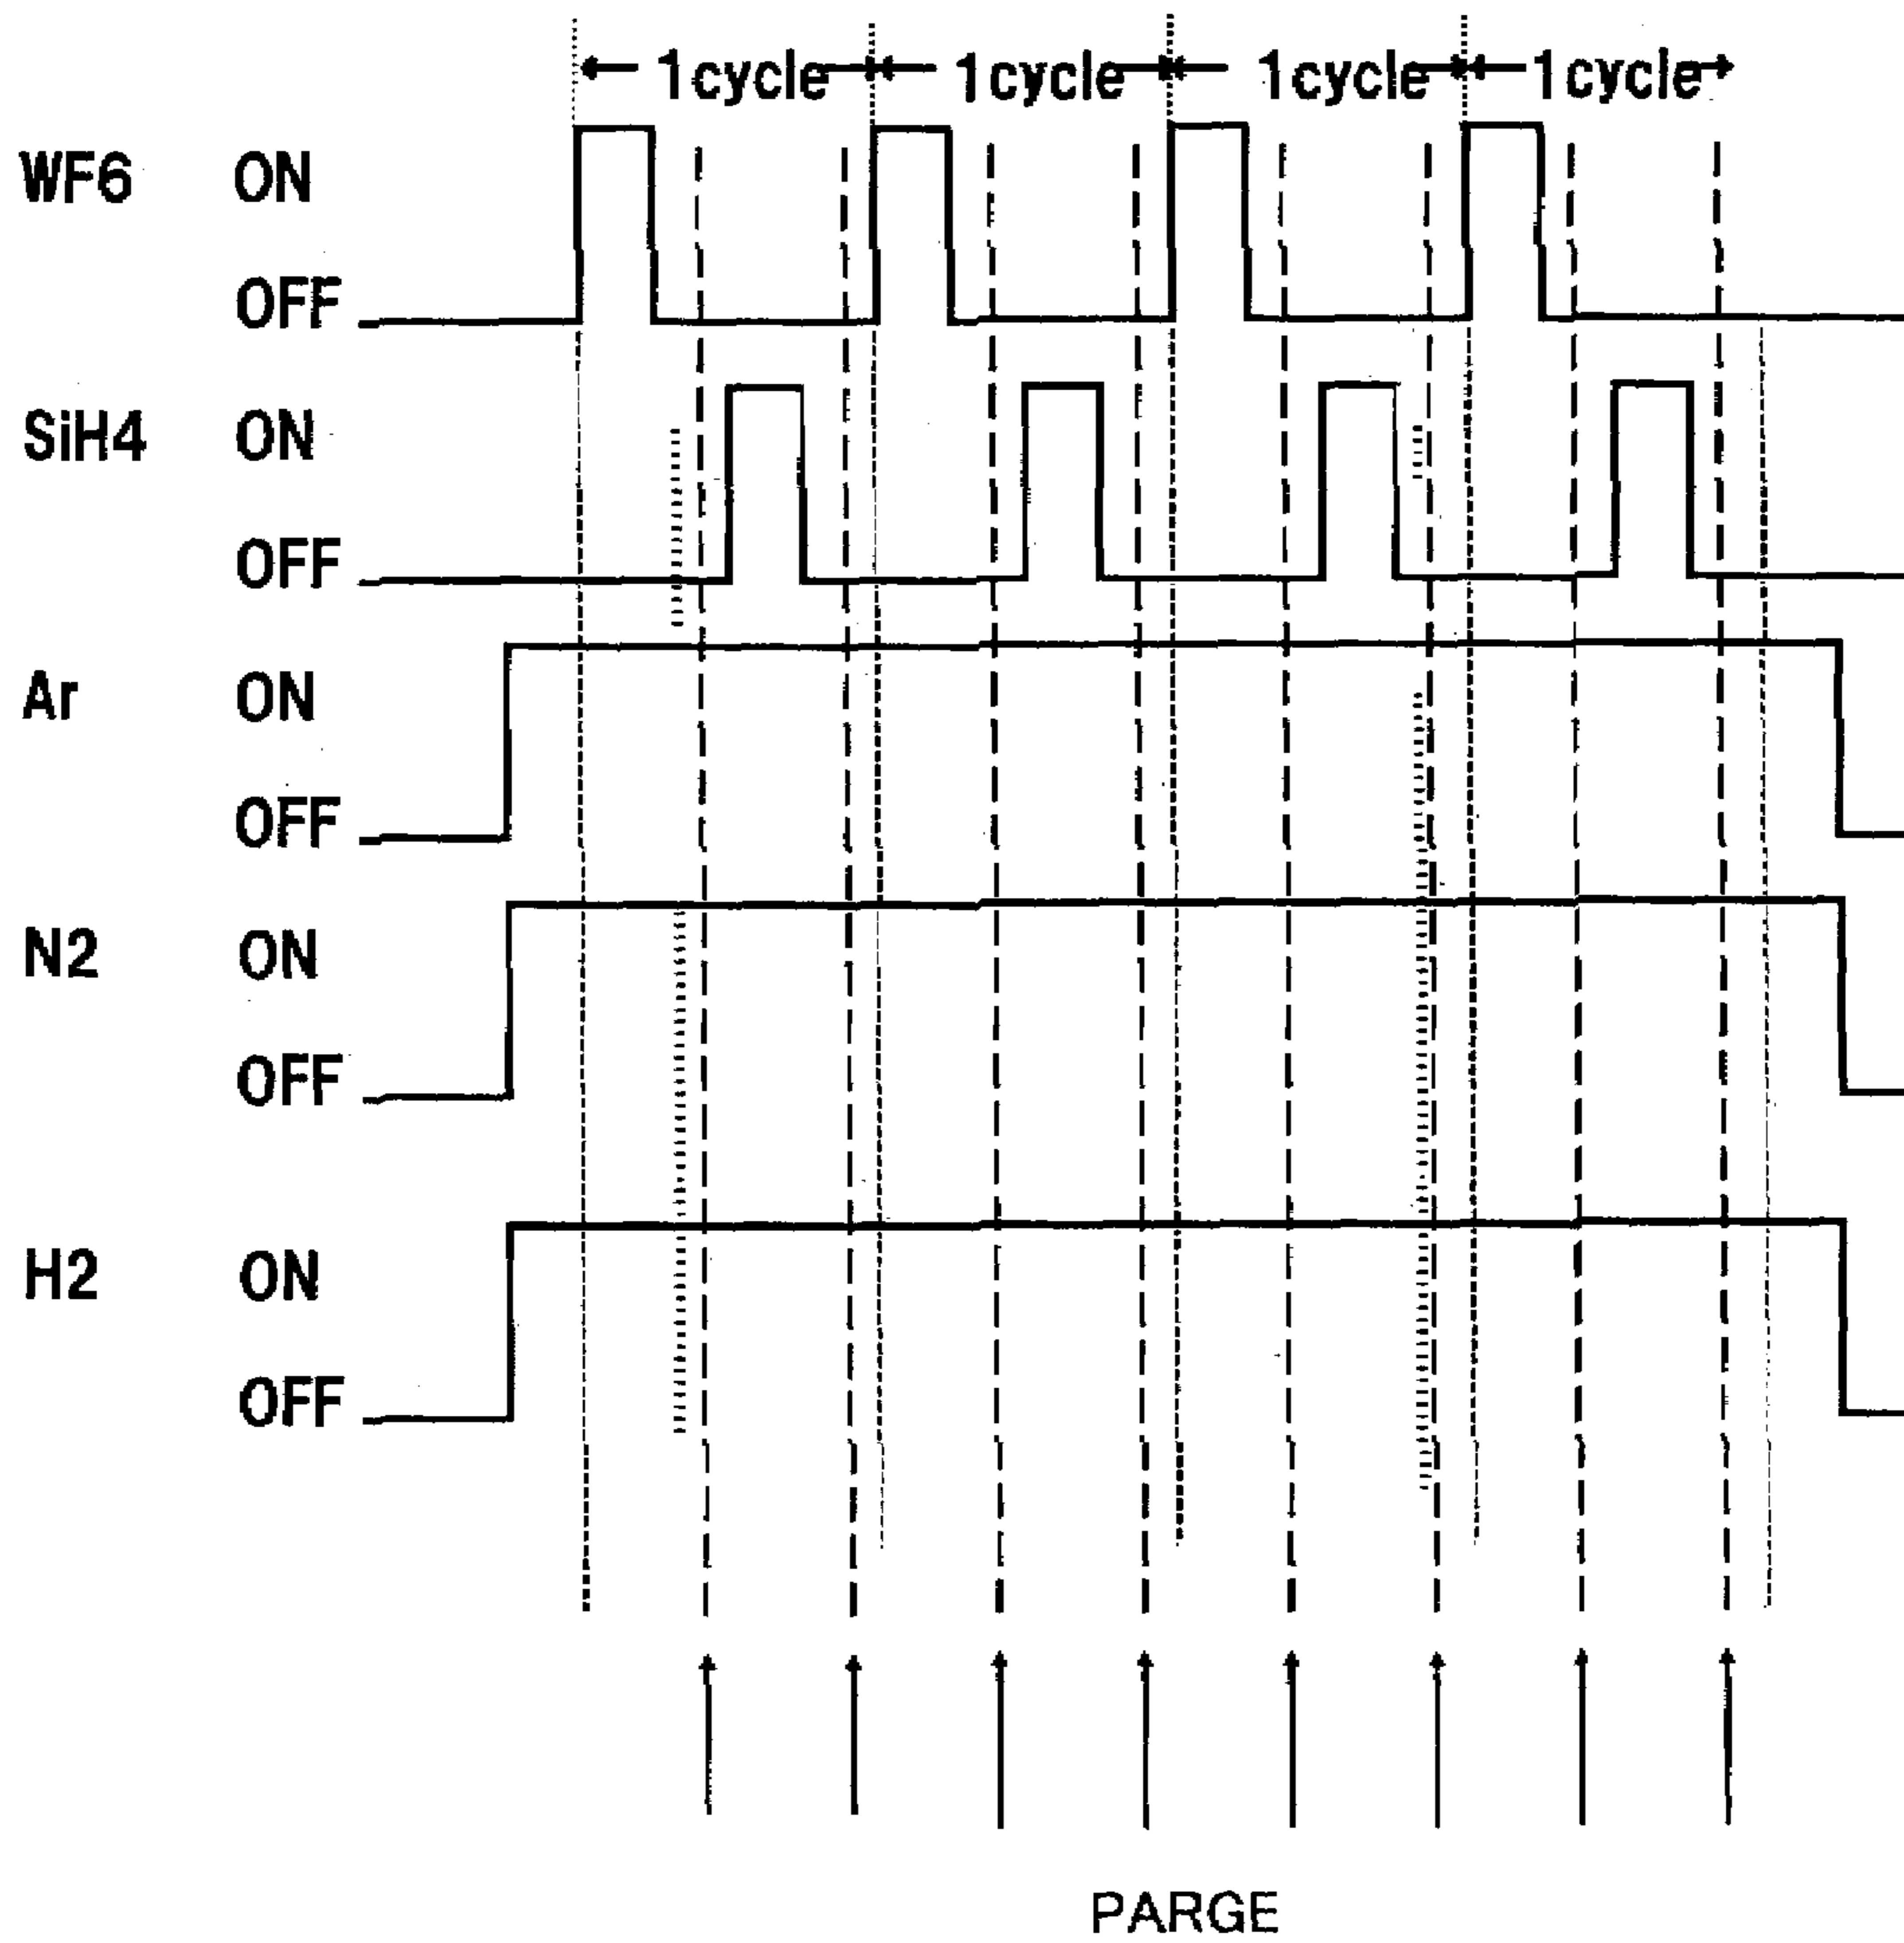 1cycle 1cycle 1cycle 1cycle
WF6 ON
OFF
SiH4 ON
OFF
Ar ON
OFF
N2 ON
OFF
H2 ON
OFF
PARGE